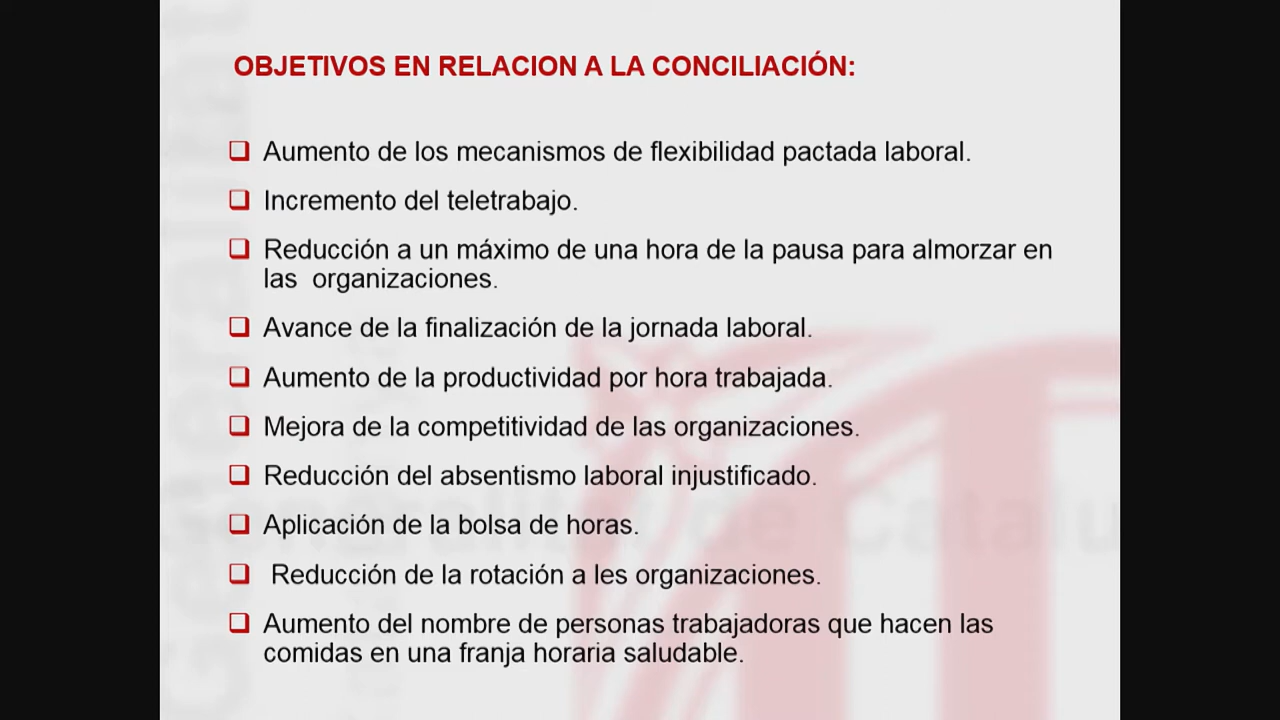 OBJETIVOS EN RELACION A LA CONCILIACIÓN:
❑ Aumento de los mecanismos de flexibilidad pactada laboral.
❑ Incremento del teletrabajo.
❑ Reducción a un máximo de una hora de la pausa para almorzar en
las organizaciones.
❑ Avance de la finalización de la jornada laboral.
❑ Aumento de la productividad por hora trabajada.
❑ Mejora de la competitividad de las organizaciones.
❑ Reducción del absentismo laboral injustificado.
❑ Aplicación de la bolsa de horas.
❑ Reducción de la rotación a les organizaciones.
❑ Aumento del nombre de personas trabajadoras que hacen las
comidas en una franja horaria saludable.